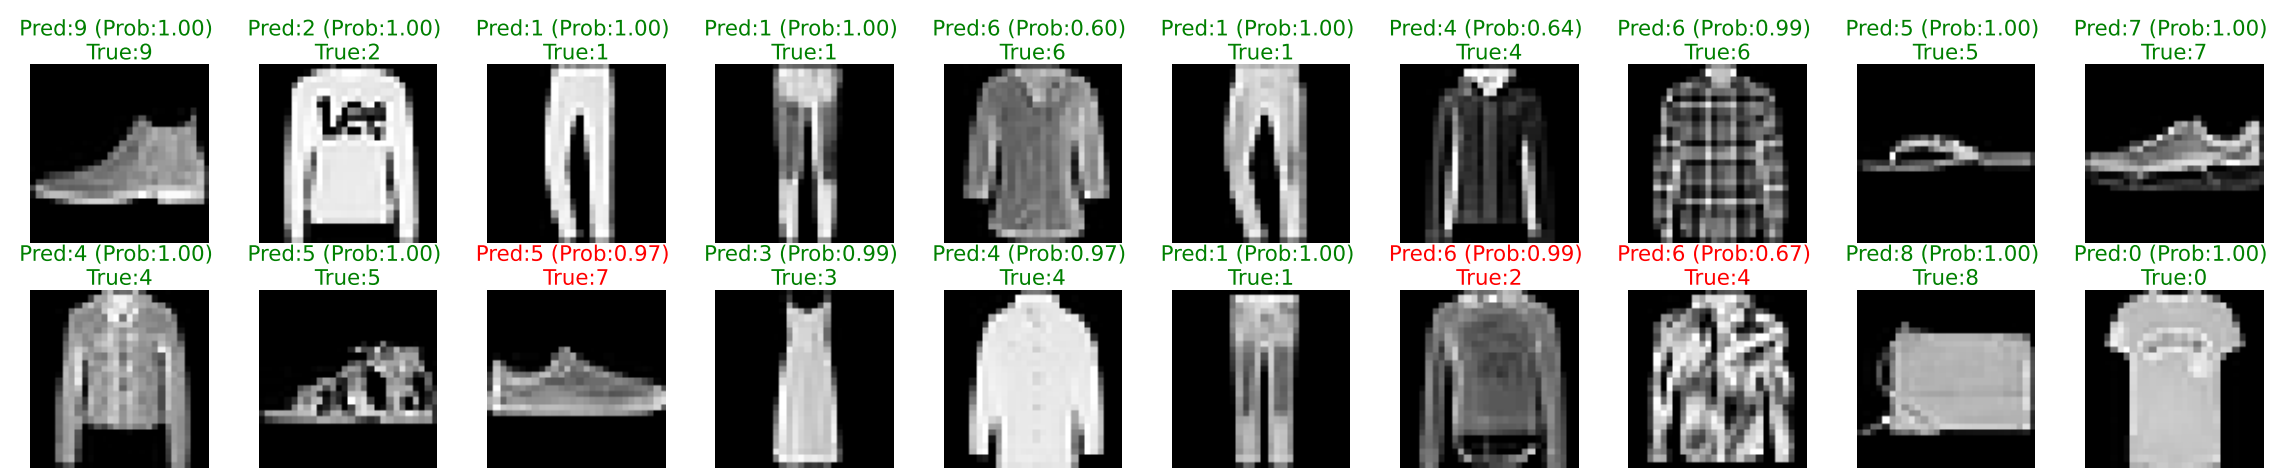 Pred:9 (Prob:1.00) Pred:2 (Prob:1.00) Pred:1 (Prob:1.00) Pred:1 (Prob:1.00) Pred:6 (Prob:0.60) Pred:1 (Prob:1.00) Pred:4 (Prob:0.64) Pred:6 (Prob:0.99) Pred:5 (Prob:1.00) Pred:7 (Prob:1.00)
True:9 True:2 True:1 True:1 True:6 True:1 True:4 True:6 True:5 True:7
Lee
Pred:4 (Prob:1.00) Pred:5 (Prob:1.00) Pred:5 (Prob:0.97) Pred:3 (Prob:0.99) Pred:4 (Prob:0.97) Pred:1 (Prob:1.00) Pred:6 (Prob:0.99) Pred:6 (Prob:0.67) Pred:8 (Prob:1.00) Pred:0 (Prob:1.00)
True:4 True:5 True:7 True:3 True:4 True:1 True:2 True:4 True:8 True:0